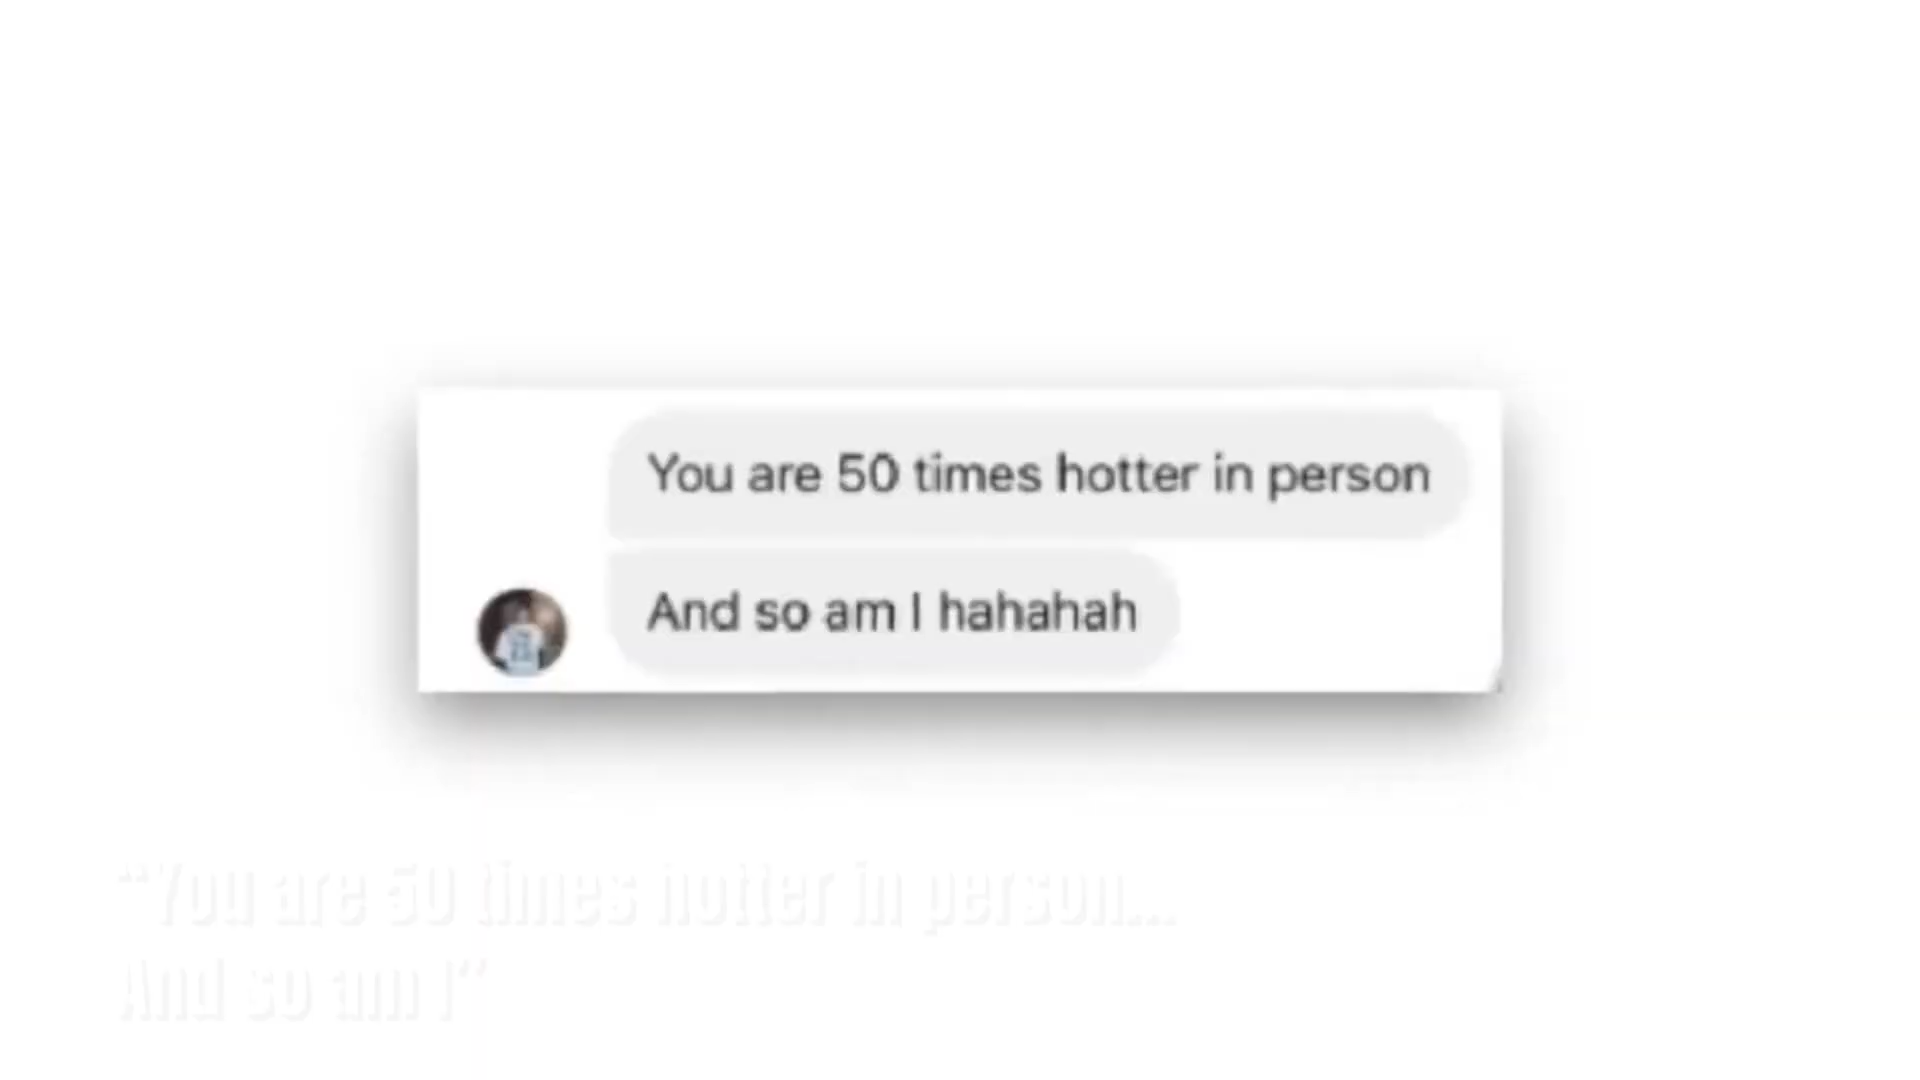 You are 50 times hotter in person
And so am I hahahah
“You are 50 times hotter in person...
And so am I”